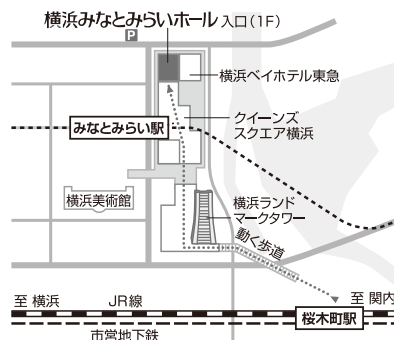 横浜みなとみらいホール 入口(1F)
P
横浜ベイホテル東急
クイーンズ
スクエア横浜
みなとみらい駅
横浜美術館
横浜ランド
マークタワー
動く歩道
至 横浜
JR線
至 関内
桜木町駅
市営地下鉄